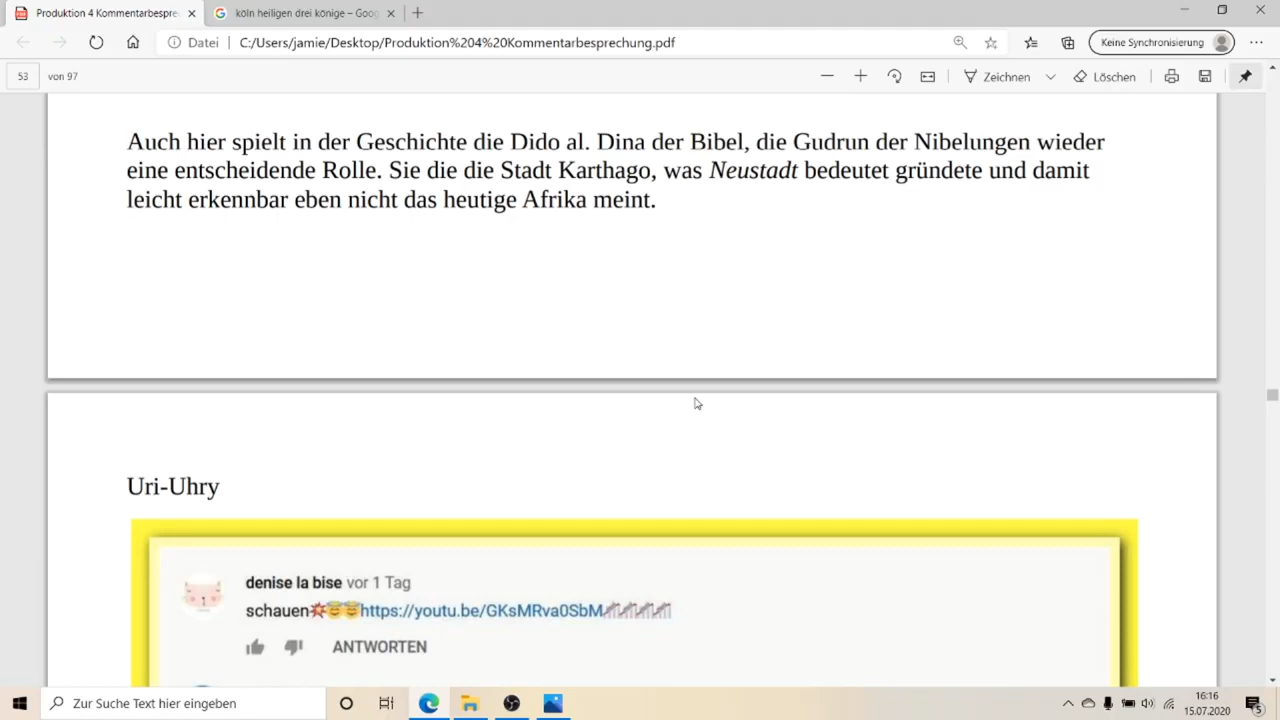 Produktion 4 Kommentarbespre
köln heiligen drei könige – Goog
Datei
C:/Users/jamie/Desktop/Produktion%204%20Kommentarbesprechung.pdf
Keine Synchronisierung
53 von 97
Zeichnen
Löschen
Auch hier spielt in der Geschichte die Dido al. Dina der Bibel, die Gudrun der Nibelungen wieder
eine entscheidende Rolle. Sie die die Stadt Karthago, was Neustadt bedeutet gründete und damit
leicht erkennbar eben nicht das heutige Afrika meint.
Uri-Uhry
denise la bise vor 1 Tag
schauen💥😇😇https://youtu.be/GKsMRva0SbM
ANTWORTEN
Zur Suche Text hier eingeben
16:16
15.07.2020
5